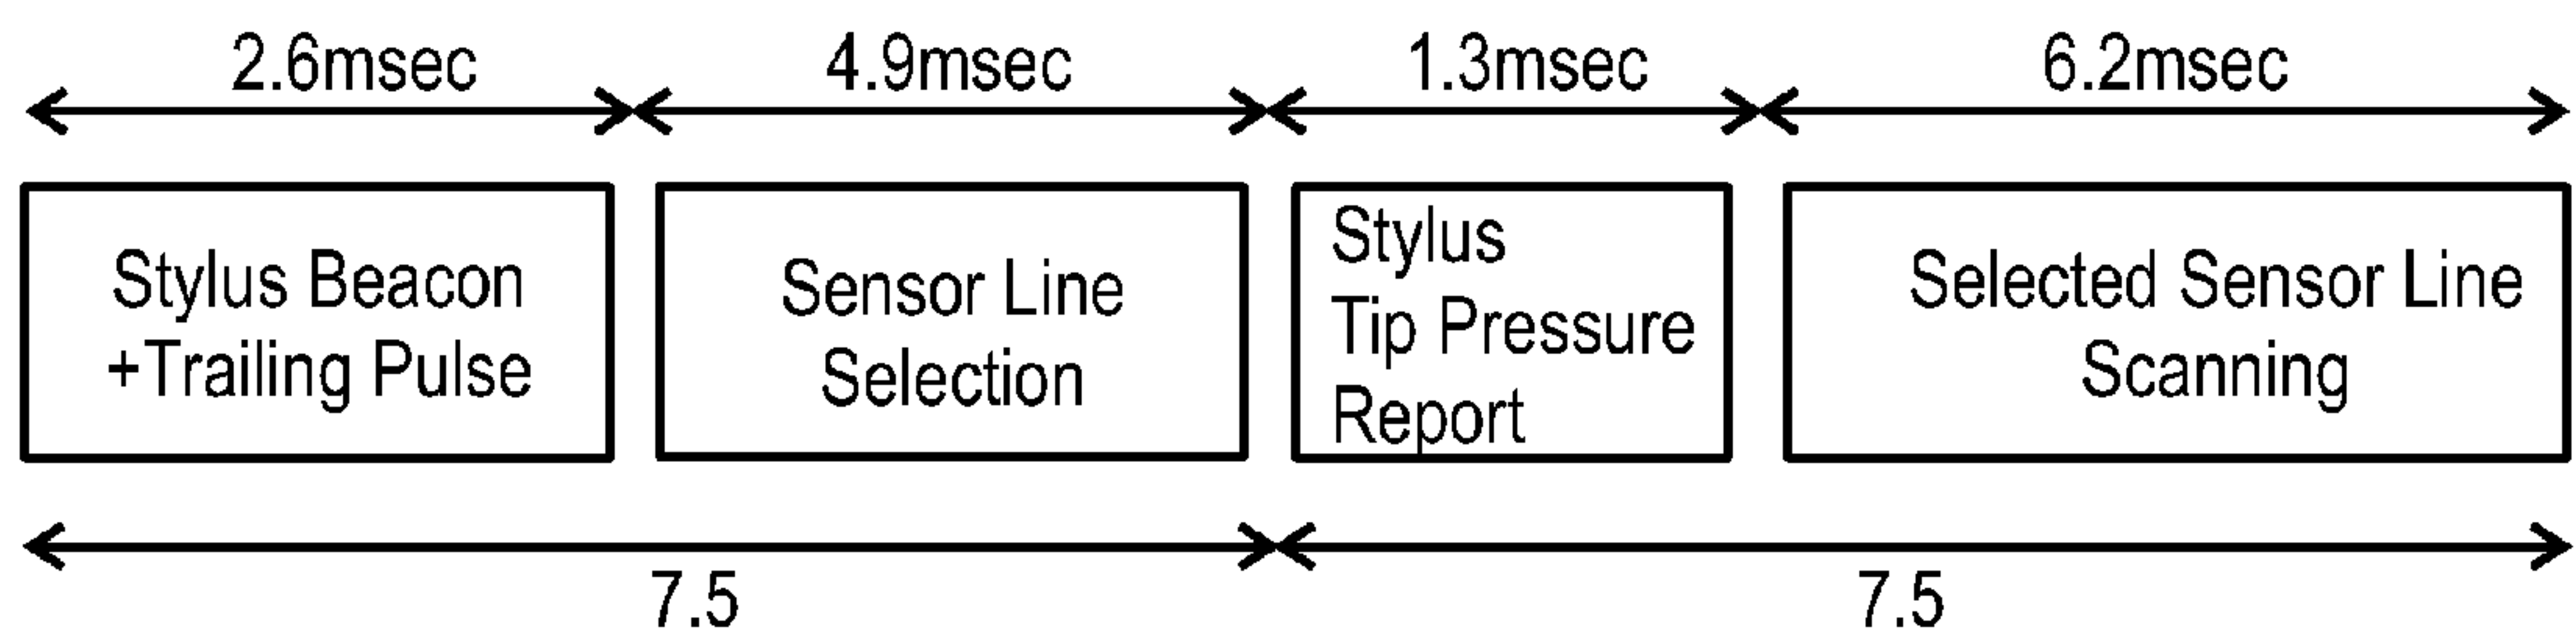 2.6msec
4.9msec
1.3msec
6.2msec
Stylus Beacon
+Trailing Pulse
Sensor Line
Selection
Stylus
Tip Pressure
Report
Selected Sensor Line
Scanning
7.5
7.5